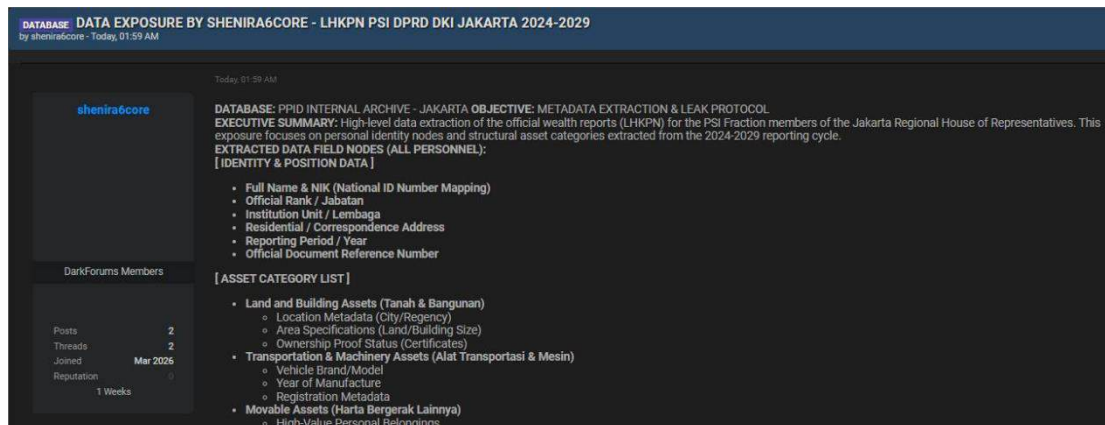 DATABASE DATA EXPOSURE BY SHENIRA6CORE - LHKPN PSI DPRD DKI JAKARTA 2024-2029
by shenira6core - Today, 01:59 AM
Today, 01:59 AM
shenira6core
DarkForums Members
Posts 2
Threads 2
Joined Mar 2026
Reputation 0
1 Weeks
DATABASE: PPID INTERNAL ARCHIVE - JAKARTA OBJECTIVE: METADATA EXTRACTION & LEAK PROTOCOL
EXECUTIVE SUMMARY: High-level data extraction of the official wealth reports (LHKPN) for the PSI Fraction members of the Jakarta Regional House of Representatives. This
exposure focuses on personal identity nodes and structural asset categories extracted from the 2024-2029 reporting cycle.
EXTRACTED DATA FIELD NODES (ALL PERSONNEL):
[ IDENTITY & POSITION DATA ]
• Full Name & NIK (National ID Number Mapping)
• Official Rank / Jabatan
• Institution Unit / Lembaga
• Residential / Correspondence Address
• Reporting Period / Year
• Official Document Reference Number
[ ASSET CATEGORY LIST ]
• Land and Building Assets (Tanah & Bangunan)
◦ Location Metadata (City/Regency)
◦ Area Specifications (Land/Building Size)
◦ Ownership Proof Status (Certificates)
• Transportation & Machinery Assets (Alat Transportasi & Mesin)
◦ Vehicle Brand/Model
◦ Year of Manufacture
◦ Registration Metadata
• Movable Assets (Harta Bergerak Lainnya)
◦ High-Value Personal Belongings